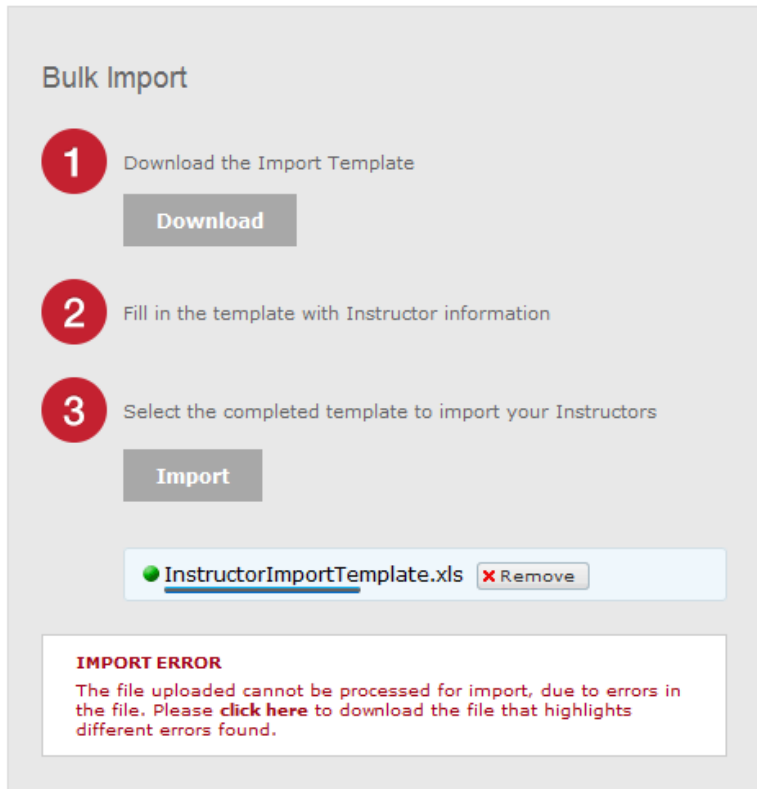 Bulk Import
1
Download the Import Template
Download
2
Fill in the template with Instructor information
3
Select the completed template to import your Instructors
Import
InstructorImportTemplate.xls Remove
IMPORT ERROR
The file uploaded cannot be processed for import, due to errors in
the file. Please click here to download the file that highlights
different errors found.